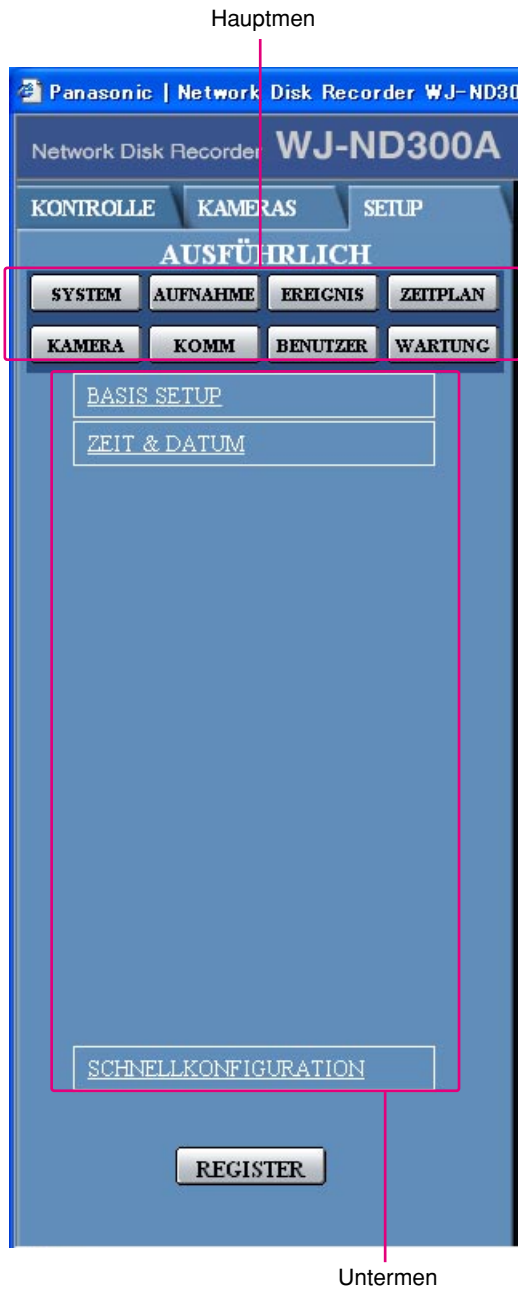 Hauptmen
Panasonic | Network Disk Recorder WJ-ND30
Network Disk Recorder WJ-ND300A
KONTROLLE KAMERAS SETUP
AUSFÜHRLICH
SYSTEM AUFNAHME EREIGNIS ZEITPLAN
KAMERA KOMM BENUTZER WARTUNG
BASIS SETUP
ZEIT & DATUM
SCHNELLKONFIGURATION
REGISTER
Untermen